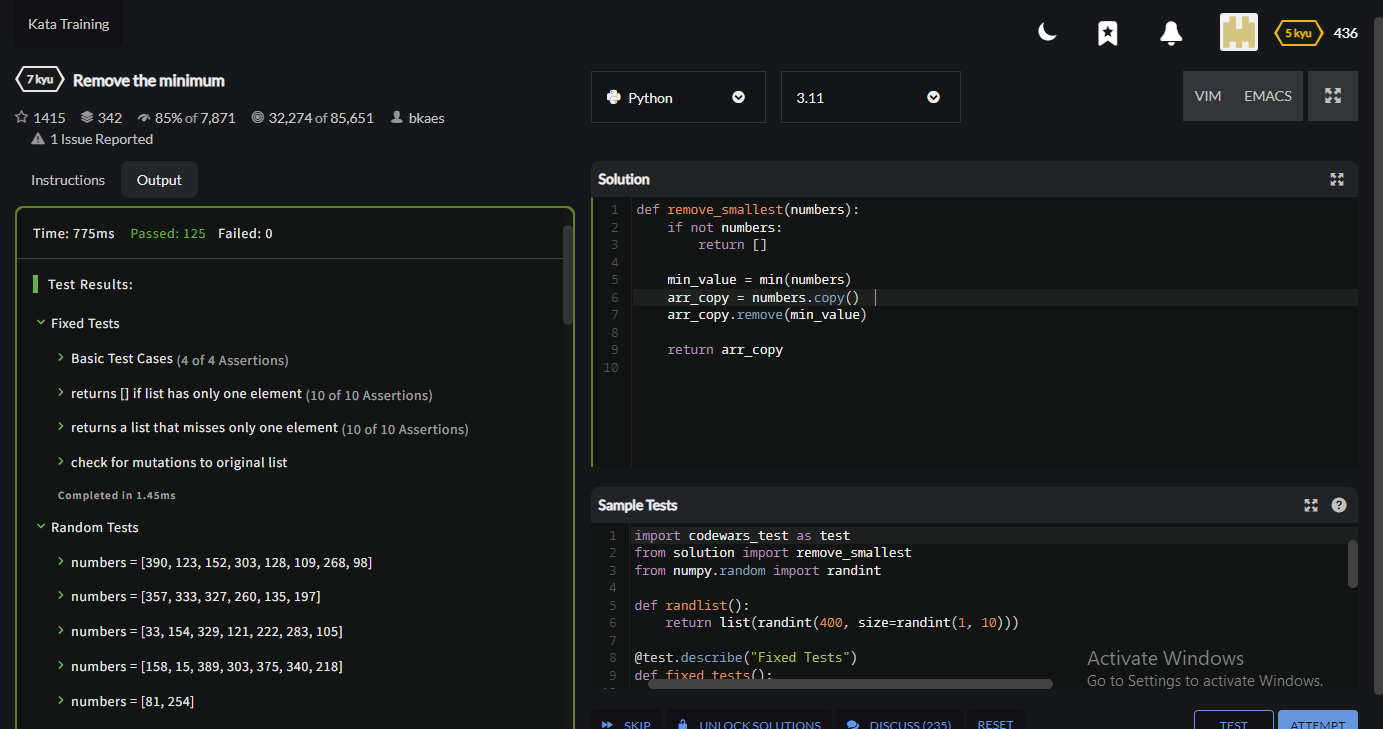 Kata Training
5 kyu 436
7 kyu Remove the minimum
1415 342 85% of 7,871 32,274 of 85,651 bkaes
1 Issue Reported
Python 3.11 VIM EMACS
Instructions Output
Time: 775ms Passed: 125 Failed: 0
Test Results:
Fixed Tests
Basic Test Cases (4 of 4 Assertions)
returns [] if list has only one element (10 of 10 Assertions)
returns a list that misses only one element (10 of 10 Assertions)
check for mutations to original list
Completed in 1.45ms
Random Tests
numbers = [390, 123, 152, 303, 128, 109, 268, 98]
numbers = [357, 333, 327, 260, 135, 197]
numbers = [33, 154, 329, 121, 222, 283, 105]
numbers = [158, 15, 389, 303, 375, 340, 218]
numbers = [81, 254]
Solution
1 def remove_smallest(numbers):
2     if not numbers:
3         return []
4
5     min_value = min(numbers)
6     arr_copy = numbers.copy()
7     arr_copy.remove(min_value)
8
9     return arr_copy
10
Sample Tests
1 import codewars_test as test
2 from solution import remove_smallest
3 from numpy.random import randint
4
5 def randlist():
6     return list(randint(400, size=randint(1, 10)))
7
8 @test.describe("Fixed Tests")
9 def fixed_tests():
Activate Windows
Go to Settings to activate Windows.
SKIP UNLOCK SOLUTIONS DISCUSS (235) RESET TEST ATTEMPT